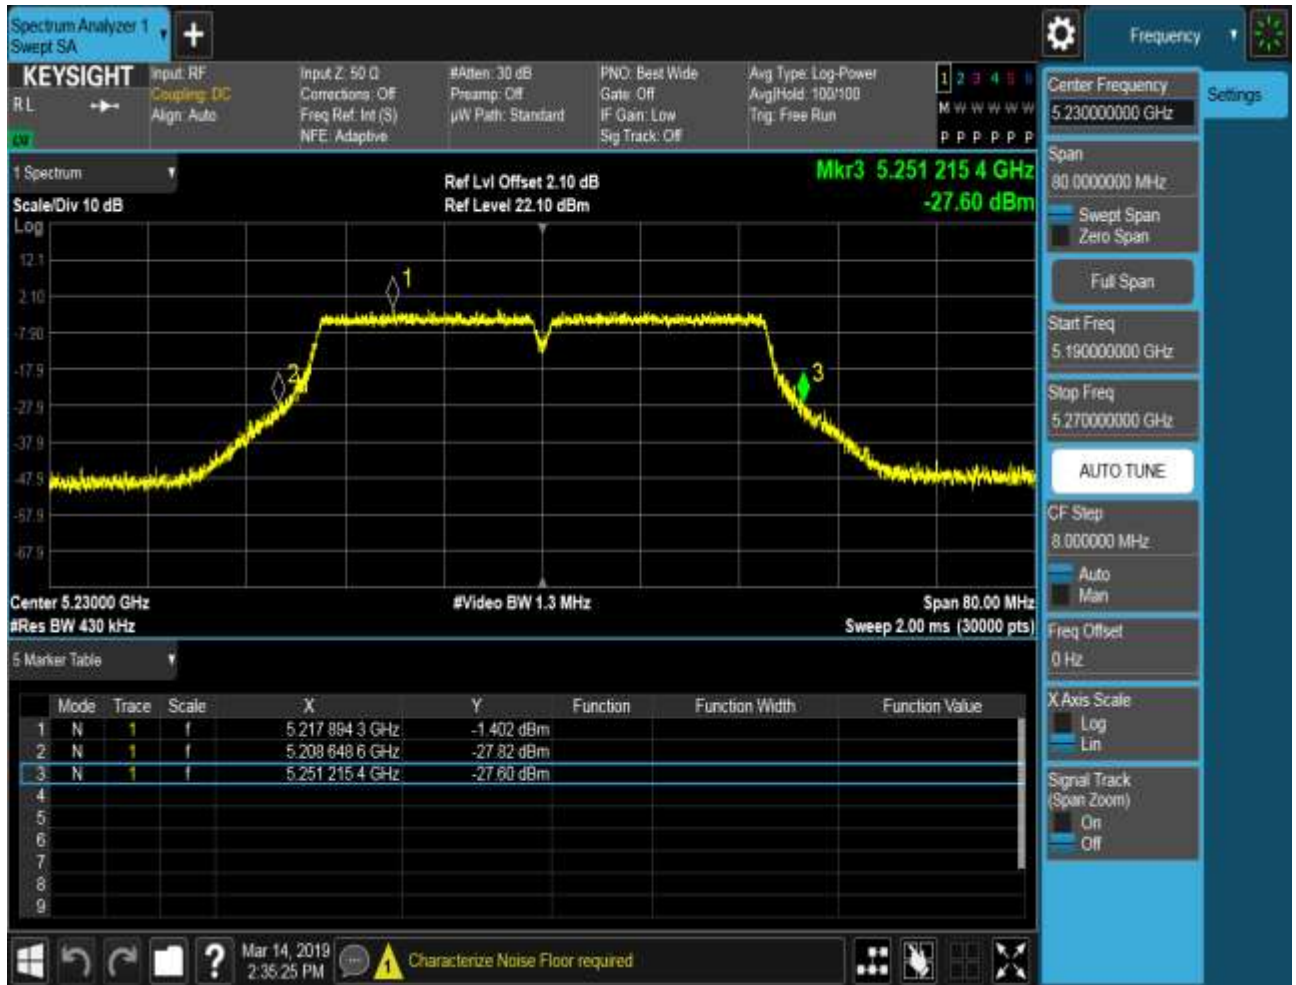 Spectrum Analyzer 1
Swept SA
Frequency
KEYSIGHT
RL
Input: RF
Coupling: DC
Align: Auto
Input Z: 50 Ω
Corrections: Off
Freq Ref: Int (S)
NFE: Adaptive
#Atten: 30 dB
Preamp: Off
µW Path: Standard
PNO: Best Wide
Gate: Off
IF Gain: Low
Sig Track: Off
Avg Type: Log-Power
Avg|Hold: 100/100
Trig: Free Run
1 2 3 4 5 6
M W W W W W
P P P P P P
1 Spectrum
Scale/Div 10 dB
Ref Lvl Offset 2.10 dB
Ref Level 22.10 dBm
Mkr3 5.251 215 4 GHz
-27.60 dBm
Log
12.1
2.10
-7.90
-17.9
-27.9
-37.9
-47.9
-57.9
-67.9
1
2
3
Center 5.23000 GHz
#Res BW 430 kHz
#Video BW 1.3 MHz
Span 80.00 MHz
Sweep 2.00 ms (30000 pts)
5 Marker Table
Mode Trace Scale X Y Function Function Width Function Value
1 N 1 f 5.217 894 3 GHz -1.402 dBm
2 N 1 f 5.208 648 6 GHz -27.82 dBm
3 N 1 f 5.251 215 4 GHz -27.60 dBm
4
5
6
7
8
9
Mar 14, 2019
2:35:25 PM
1
Characterize Noise Floor required
Center Frequency
5.230000000 GHz
Settings
Span
80.0000000 MHz
Swept Span
Zero Span
Full Span
Start Freq
5.190000000 GHz
Stop Freq
5.270000000 GHz
AUTO TUNE
CF Step
8.000000 MHz
Auto
Man
Freq Offset
0 Hz
X Axis Scale
Log
Lin
Signal Track
(Span Zoom)
On
Off